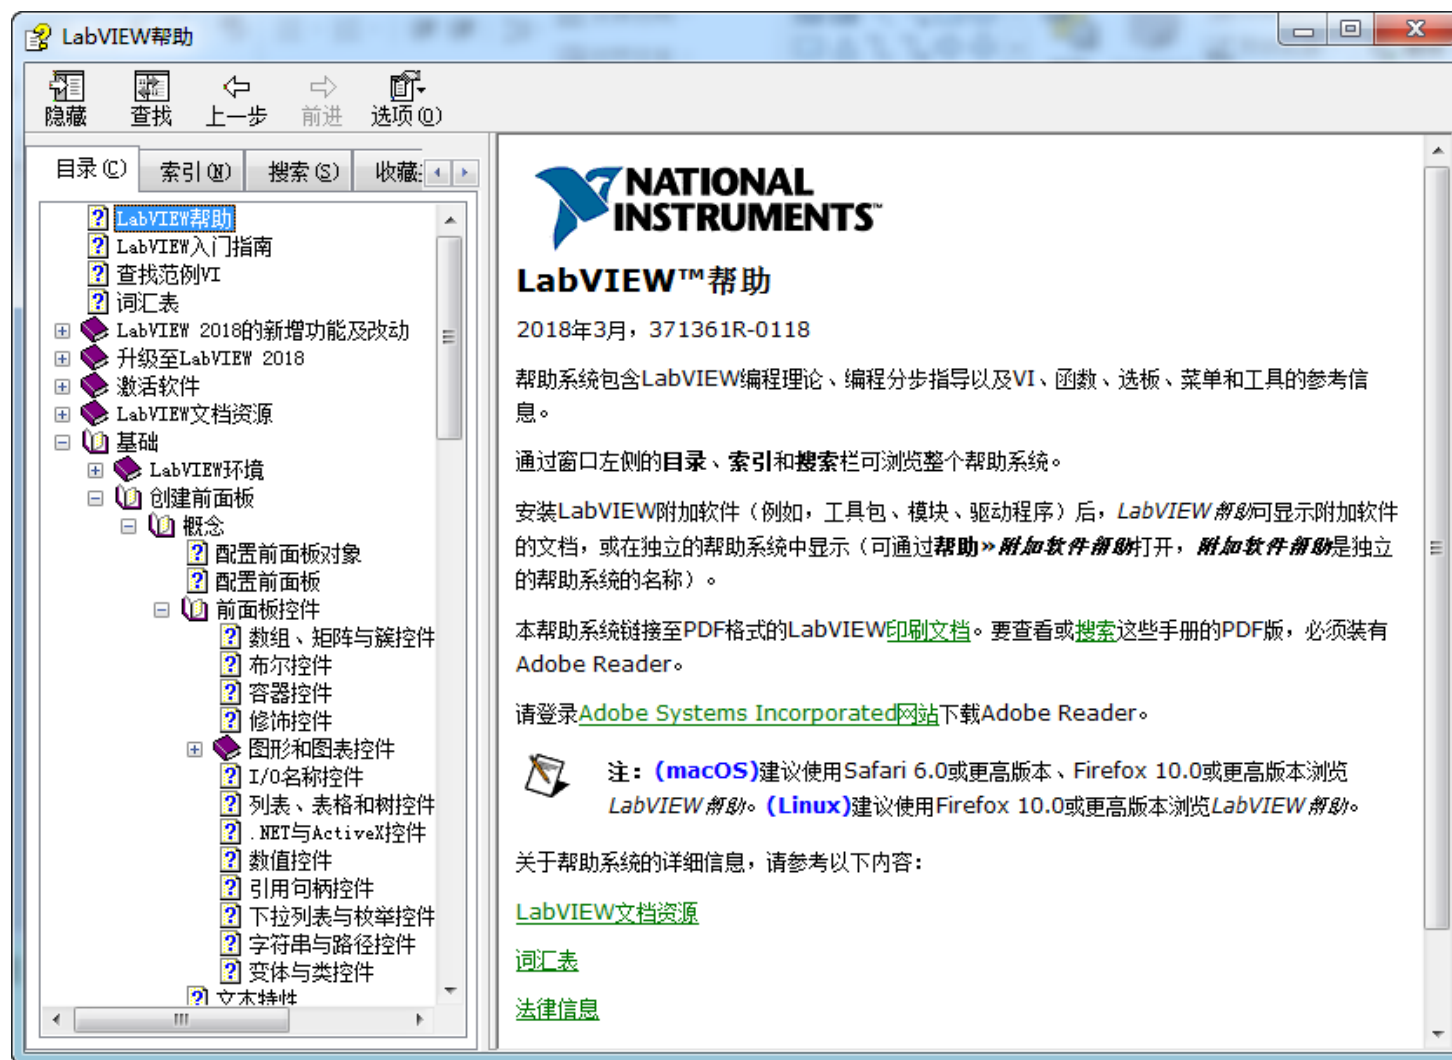 LabVIEW帮助
隐藏 查找 上一步 前进 选项(O)
目录(C) 索引(N) 搜索(S) 收藏
LabVIEW帮助
LabVIEW入门指南
查找范例VI
词汇表
LabVIEW 2018的新增功能及改动
升级至LabVIEW 2018
激活软件
LabVIEW文档资源
基础
LabVIEW环境
创建前面板
概念
配置前面板对象
配置前面板
前面板控件
数组、矩阵与簇控件
布尔控件
容器控件
修饰控件
图形和图表控件
I/O名称控件
列表、表格和树控件
.NET与ActiveX控件
数值控件
引用句柄控件
下拉列表与枚举控件
字符串与路径控件
变体与类控件
文本特性
NATIONAL
INSTRUMENTS™
LabVIEW™帮助
2018年3月，371361R-0118
帮助系统包含LabVIEW编程理论、编程分步指导以及VI、函数、选板、菜单和工具的参考信
息。
通过窗口左侧的目录、索引和搜索栏可浏览整个帮助系统。
安装LabVIEW附加软件（例如，工具包、模块、驱动程序）后，LabVIEW帮助可显示附加软件
的文档，或在独立的帮助系统中显示（可通过帮助»附加软件帮助打开，附加软件帮助是独立
的帮助系统的名称）。
本帮助系统链接至PDF格式的LabVIEW印刷文档。要查看或搜索这些手册的PDF版，必须装有
Adobe Reader。
请登录Adobe Systems Incorporated网站下载Adobe Reader。
注：(macOS)建议使用Safari 6.0或更高版本、Firefox 10.0或更高版本浏览
LabVIEW帮助。(Linux)建议使用Firefox 10.0或更高版本浏览LabVIEW帮助。
关于帮助系统的详细信息，请参考以下内容：
LabVIEW文档资源
词汇表
法律信息